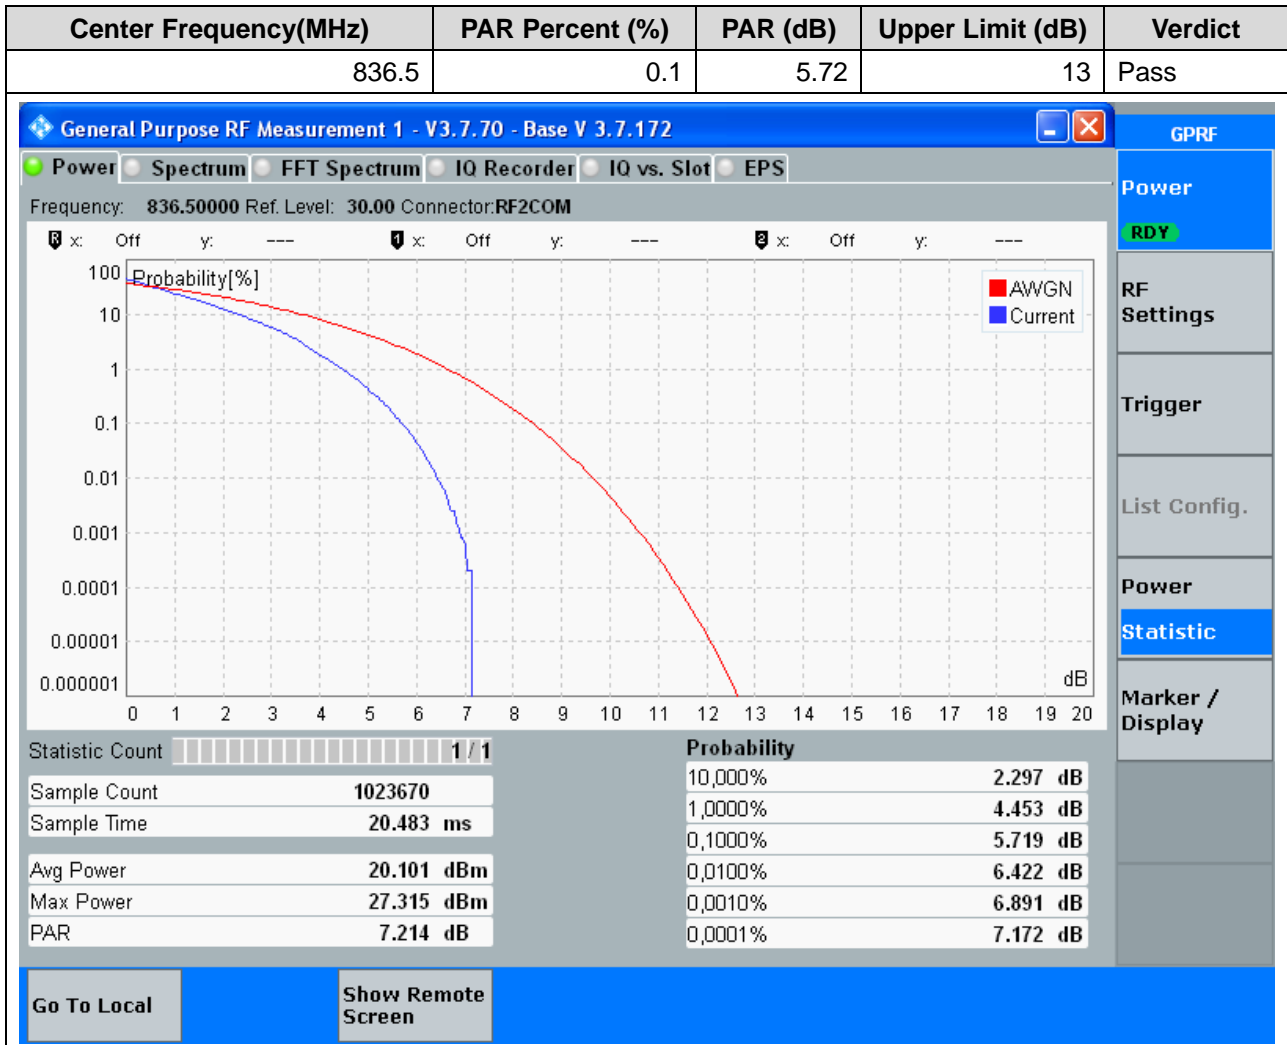 Center Frequency(MHz) PAR Percent (%) PAR (dB) Upper Limit (dB) Verdict
836.5 0.1 5.72 13 Pass
General Purpose RF Measurement 1 - V3.7.70 - Base V 3.7.172
GPRF
Power Spectrum FFT Spectrum IQ Recorder IQ vs. Slot EPS
Frequency: 836.50000 Ref. Level: 30.00 Connector:RF2COM
Power
RDY
R x: Off y: --- 1 x: Off y: --- 2 x: Off y: ---
Probability[%]
AWGN
Current
100
10
1
0.1
0.01
0.001
0.0001
0.00001
0.000001
dB
0 1 2 3 4 5 6 7 8 9 10 11 12 13 14 15 16 17 18 19 20
RF
Settings
Trigger
List Config.
Power
Statistic
Marker /
Display
Statistic Count 1 / 1
Sample Count 1023670
Sample Time 20.483 ms
Avg Power 20.101 dBm
Max Power 27.315 dBm
PAR 7.214 dB
Probability
10,000% 2.297 dB
1,0000% 4.453 dB
0,1000% 5.719 dB
0,0100% 6.422 dB
0,0010% 6.891 dB
0,0001% 7.172 dB
Go To Local
Show Remote
Screen